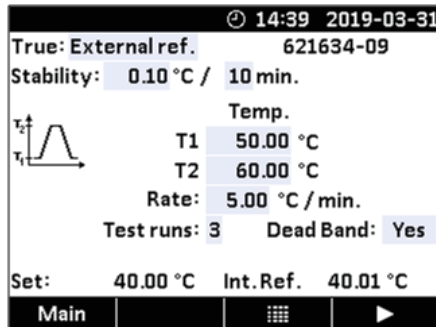 14:39 2019-03-31
True: External ref. 621634-09
Stability: 0.10 °C / 10 min.
Temp.
T2
T1
T1 50.00 °C
T2 60.00 °C
Rate: 5.00 °C / min.
Test runs: 3 Dead Band: Yes
Set: 40.00 °C Int. Ref. 40.01 °C
Main